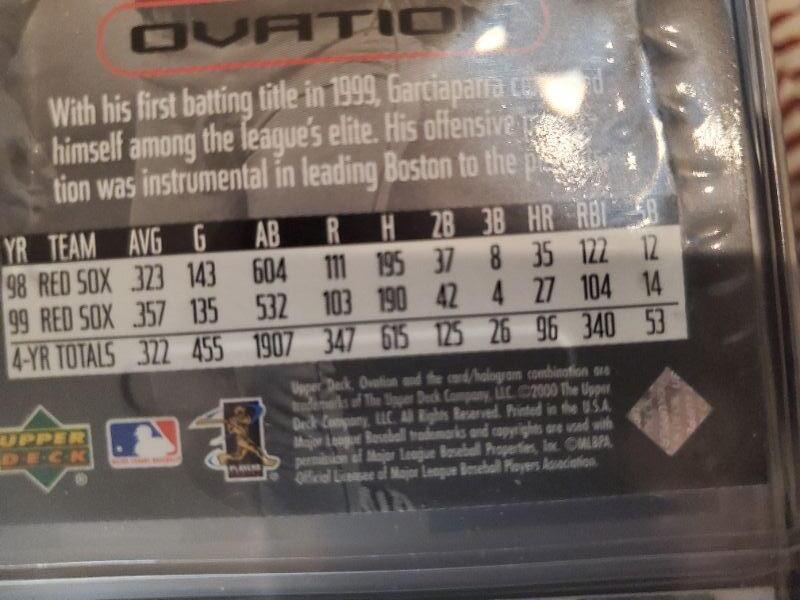 OVATION
With his first batting title in 1999, Garciaparra
himself among the league's elite. His offensive
tion was instrumental in leading Boston to the
YR TEAM AVG G AB R H 2B 3B HR RBI SB
98 RED SOX .323 143 604 111 195 37 8 35 122 12
99 RED SOX .357 135 532 103 190 42 4 27 104 14
4-YR TOTALS .322 455 1907 347 615 125 26 96 340 53
Upper Deck, Ovation and the card/hologram combination are
trademarks of The Upper Deck Company, LLC. ©2000 The Upper
Deck Company, LLC. All Rights Reserved. Printed in the U.S.A.
Major League Baseball trademarks and copyrights are used with
permission of Major League Baseball Properties, Inc. ©MLBPA
Official Licensee of Major League Baseball Players Association.
UPPER
DECK
®
PLAYERS